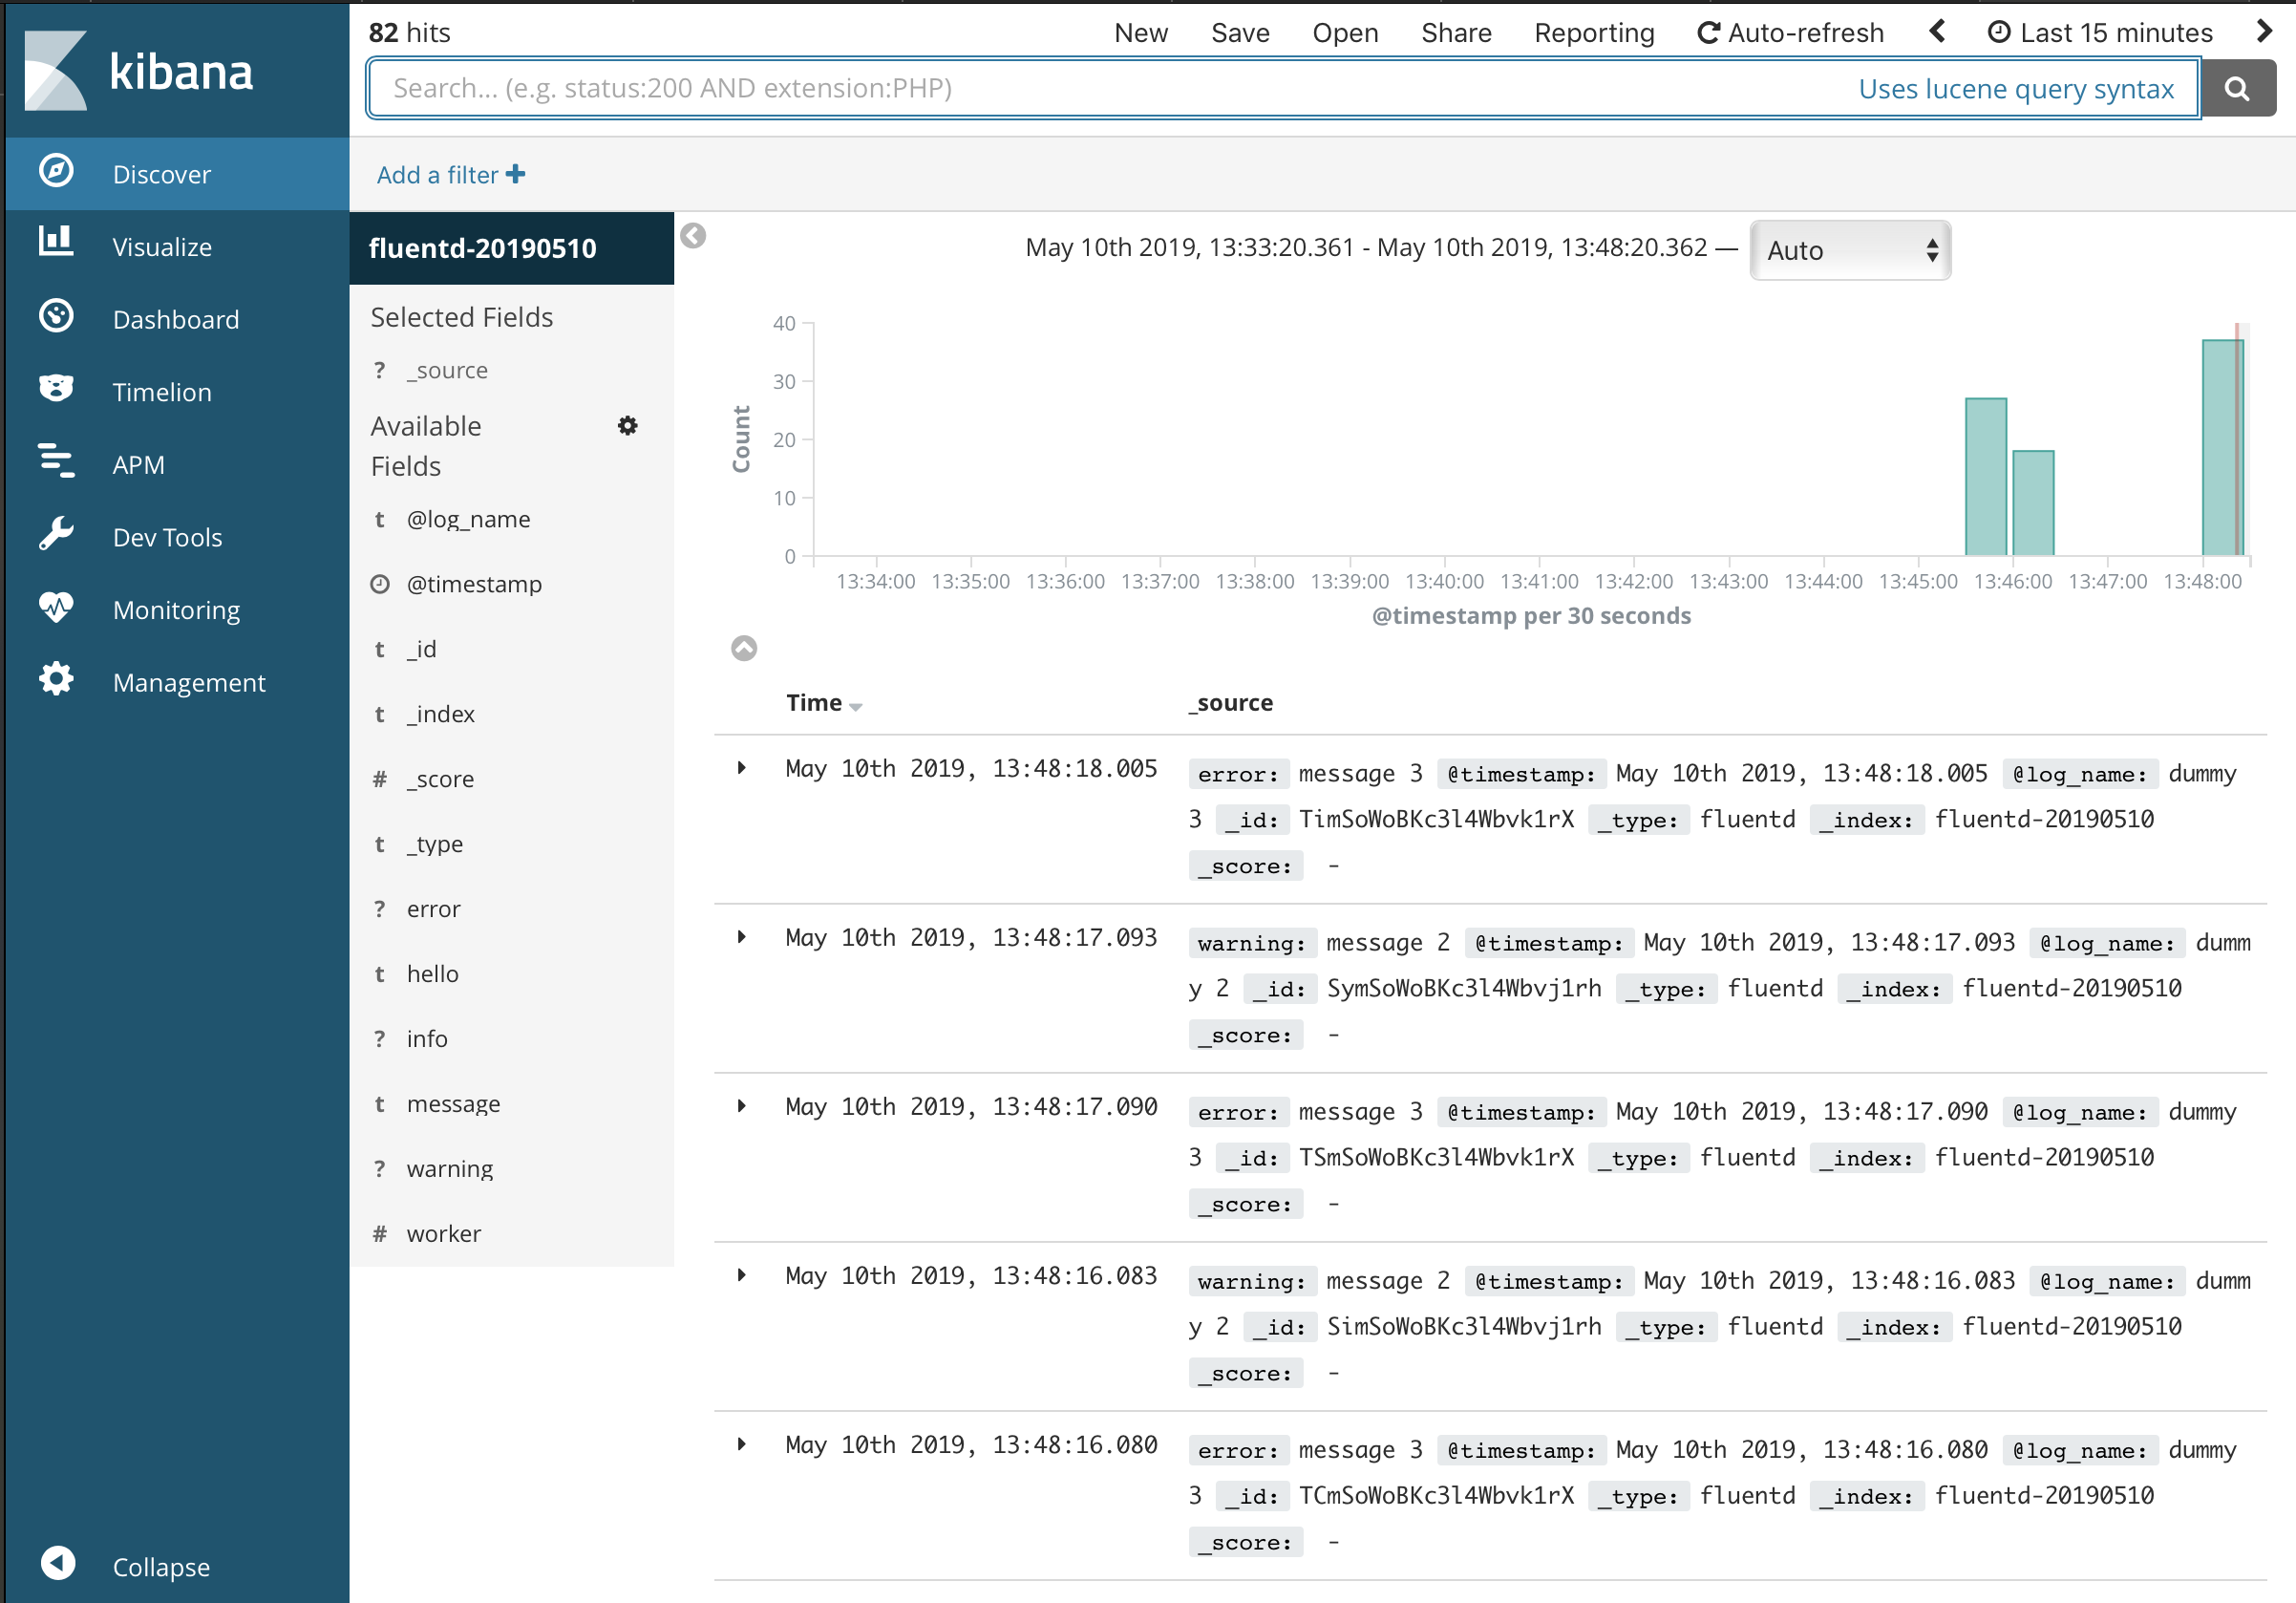 kibana
Discover
Visualize
Dashboard
Timelion
APM
Dev Tools
Monitoring
Management
Collapse
82 hits
New Save Open Share Reporting Auto-refresh Last 15 minutes
Search... (e.g. status:200 AND extension:PHP) Uses lucene query syntax
Add a filter
fluentd-20190510
Selected Fields
? _source
Available
Fields
t @log_name
@timestamp
t _id
t _index
# _score
t _type
? error
t hello
? info
t message
? warning
# worker
May 10th 2019, 13:33:20.361 - May 10th 2019, 13:48:20.362 — Auto
40
30
20
10
0
Count
13:34:00 13:35:00 13:36:00 13:37:00 13:38:00 13:39:00 13:40:00 13:41:00 13:42:00 13:43:00 13:44:00 13:45:00 13:46:00 13:47:00 13:48:00
@timestamp per 30 seconds
Time _source
May 10th 2019, 13:48:18.005 error: message 3 @timestamp: May 10th 2019, 13:48:18.005 @log_name: dummy
3 _id: TimSoWoBKc3l4Wbvk1rX _type: fluentd _index: fluentd-20190510
_score: -
May 10th 2019, 13:48:17.093 warning: message 2 @timestamp: May 10th 2019, 13:48:17.093 @log_name: dumm
y 2 _id: SymSoWoBKc3l4Wbvj1rh _type: fluentd _index: fluentd-20190510
_score: -
May 10th 2019, 13:48:17.090 error: message 3 @timestamp: May 10th 2019, 13:48:17.090 @log_name: dummy
3 _id: TSmSoWoBKc3l4Wbvk1rX _type: fluentd _index: fluentd-20190510
_score: -
May 10th 2019, 13:48:16.083 warning: message 2 @timestamp: May 10th 2019, 13:48:16.083 @log_name: dumm
y 2 _id: SimSoWoBKc3l4Wbvj1rh _type: fluentd _index: fluentd-20190510
_score: -
May 10th 2019, 13:48:16.080 error: message 3 @timestamp: May 10th 2019, 13:48:16.080 @log_name: dummy
3 _id: TCmSoWoBKc3l4Wbvk1rX _type: fluentd _index: fluentd-20190510
_score: -